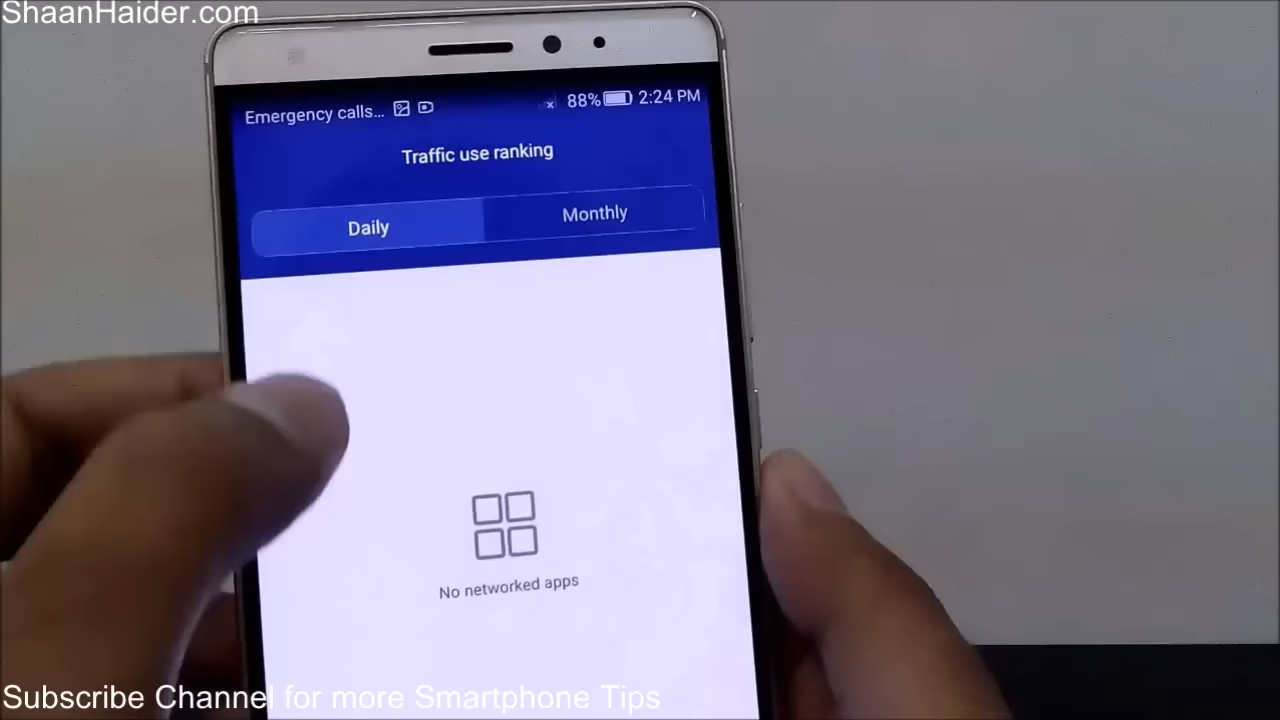 ShaanHaider.com
Emergency calls... 88% 2:24 PM
Traffic use ranking
Daily Monthly
No networked apps
Subscribe Channel for more Smartphone Tips